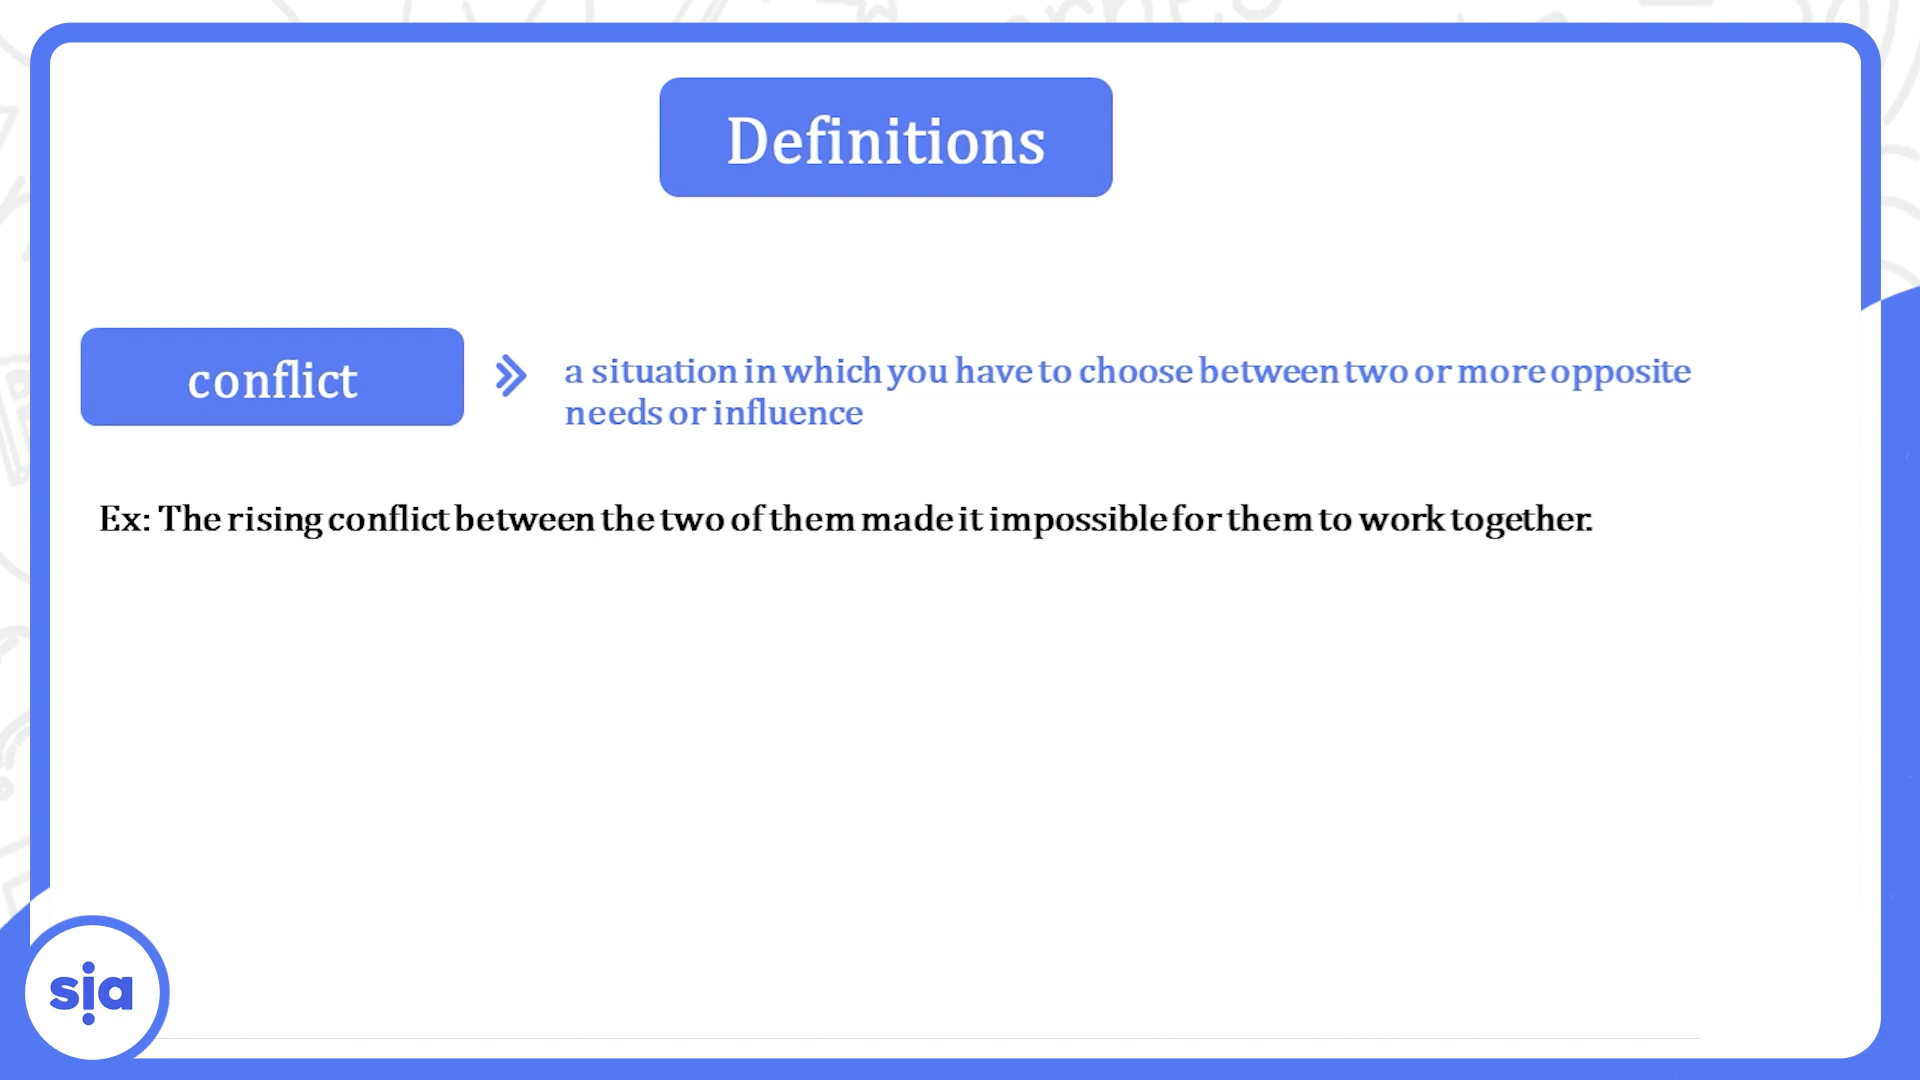 Definitions
conflict
a situation in which you have to choose between two or more opposite
needs or influence
Ex: The rising conflict between the two of them made it impossible for them to work together.
sia